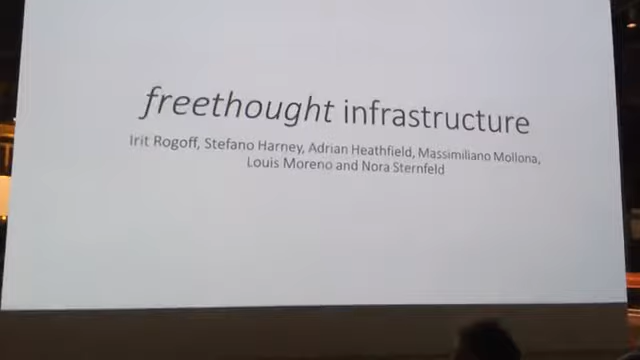 freethought infrastructure
Irit Rogoff, Stefano Harney, Adrian Heathfield, Massimiliano Mollona,
Louis Moreno and Nora Sternfeld